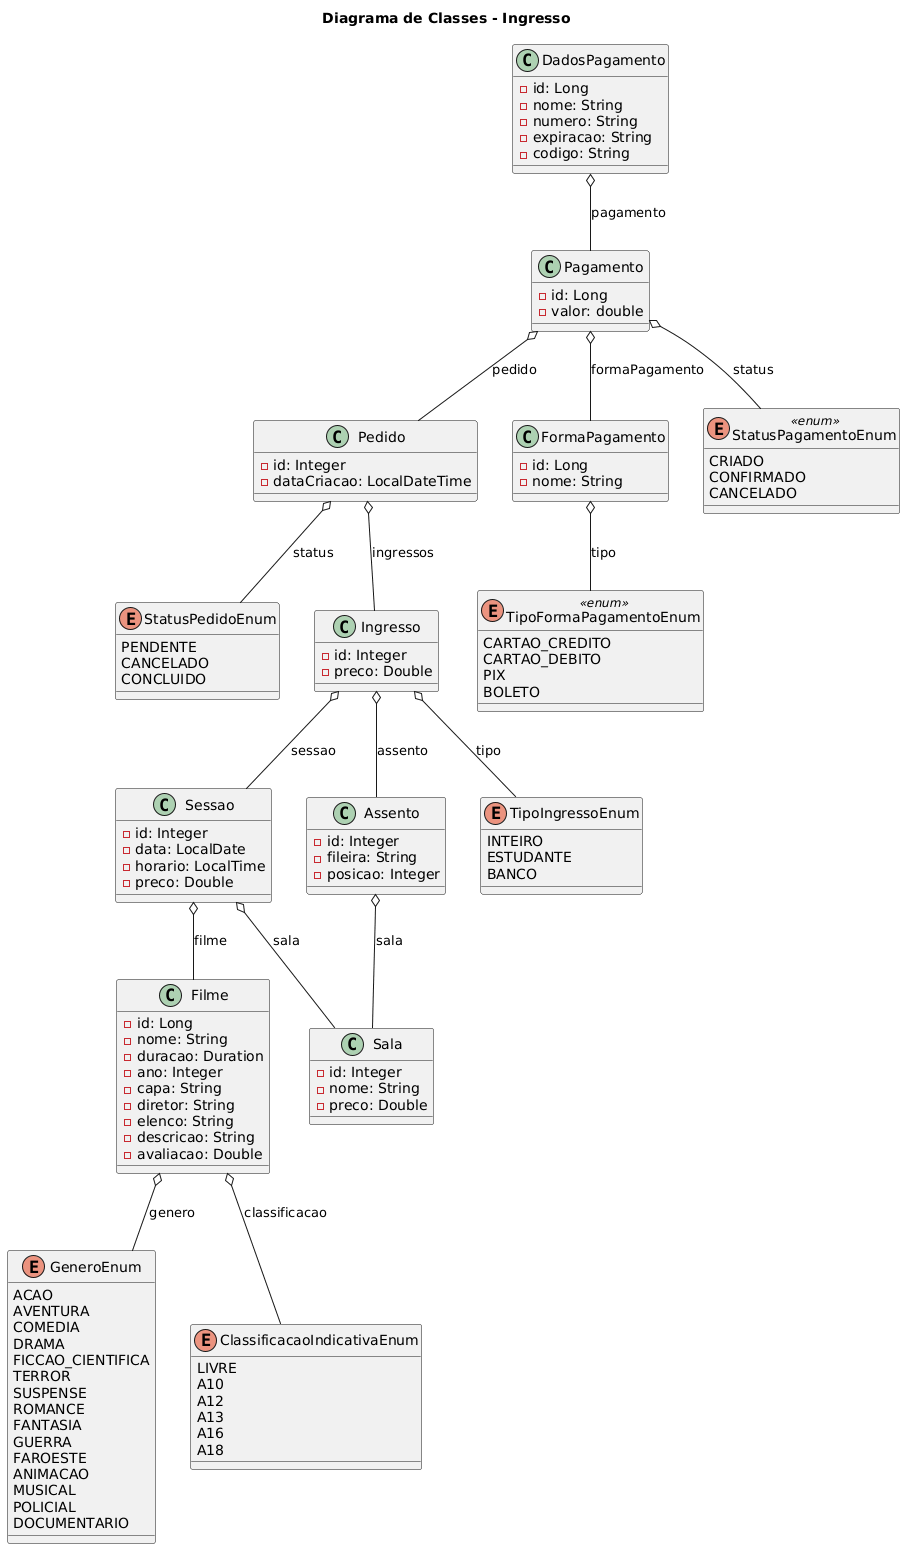 Diagrama de Classes - Ingresso
DadosPagamento
id: Long
nome: String
numero: String
expiracao: String
codigo: String
pagamento
Pagamento
id: Long
valor: double
pedido
formaPagamento
status
Pedido
id: Integer
dataCriacao: LocalDateTime
FormaPagamento
id: Long
nome: String
«enum»
StatusPagamentoEnum
CRIADO
CONFIRMADO
CANCELADO
status
ingressos
tipo
StatusPedidoEnum
PENDENTE
CANCELADO
CONCLUIDO
Ingresso
id: Integer
preco: Double
«enum»
TipoFormaPagamentoEnum
CARTAO_CREDITO
CARTAO_DEBITO
PIX
BOLETO
sessao
assento
tipo
Sessao
id: Integer
data: LocalDate
horario: LocalTime
preco: Double
Assento
id: Integer
fileira: String
posicao: Integer
TipoIngressoEnum
INTEIRO
ESTUDANTE
BANCO
filme
sala
sala
Filme
id: Long
nome: String
duracao: Duration
ano: Integer
capa: String
diretor: String
elenco: String
descricao: String
avaliacao: Double
Sala
id: Integer
nome: String
preco: Double
genero
classificacao
GeneroEnum
ACAO
AVENTURA
COMEDIA
DRAMA
FICCAO_CIENTIFICA
TERROR
SUSPENSE
ROMANCE
FANTASIA
GUERRA
FAROESTE
ANIMACAO
MUSICAL
POLICIAL
DOCUMENTARIO
ClassificacaoIndicativaEnum
LIVRE
A10
A12
A13
A16
A18